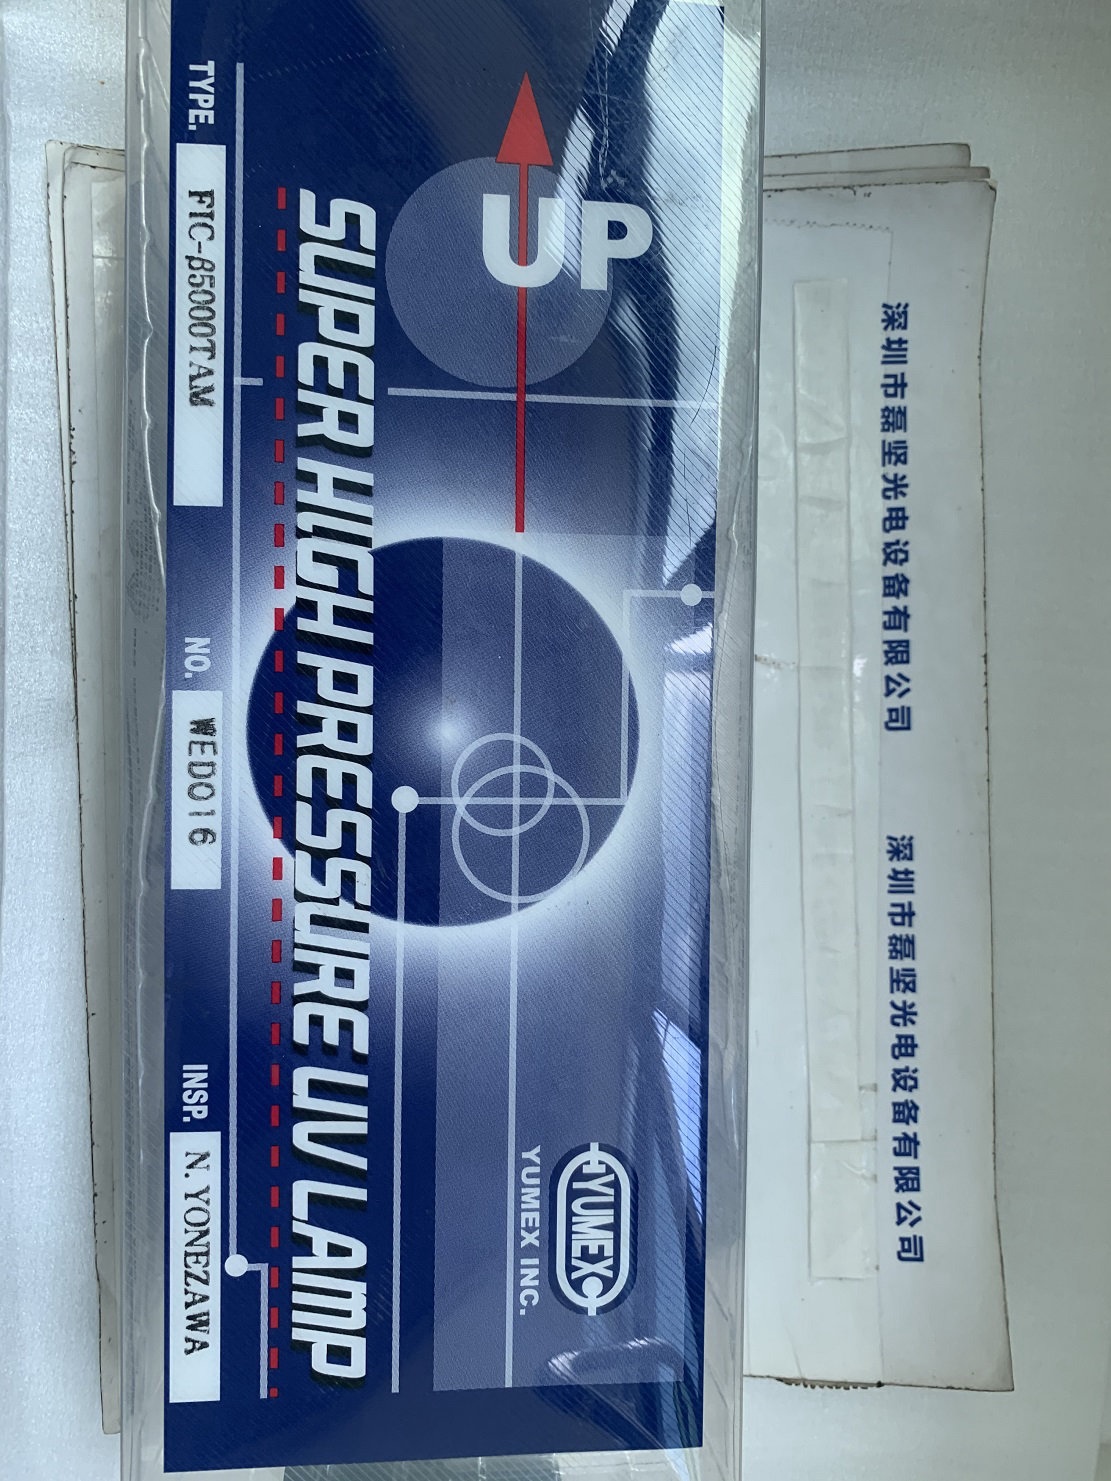 深圳市磊坚光电设备有限公司 深圳市磊坚光电设备有限公司
UP
YUMEX
YUMEX INC.
SUPER HIGH PRESSURE UV LAMP
TYPE. FIC-β5000TAM NO. WED016 INSP. N. YONEZAWA